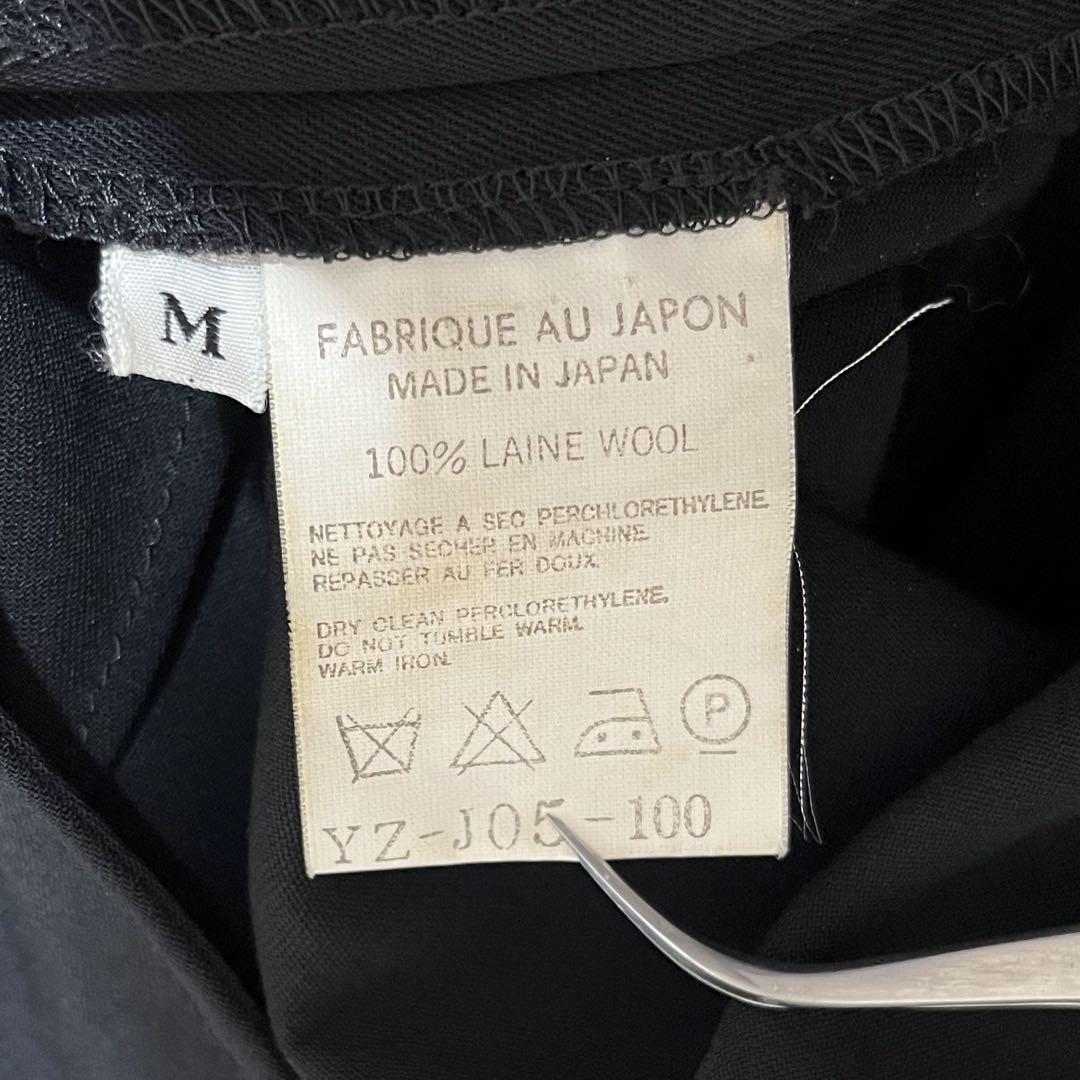 M
FABRIQUE AU JAPON
MADE IN JAPAN
100% LAINE WOOL
NETTOYAGE A SEC PERCHLORETHYLENE.
NE PAS SECHER EN MACHINE.
REPASSER AU FER DOUX.
DRY CLEAN PERCLORETHYLENE.
DO NOT TUMBLE WARM.
WARM IRON.
P
YZ-J05-100